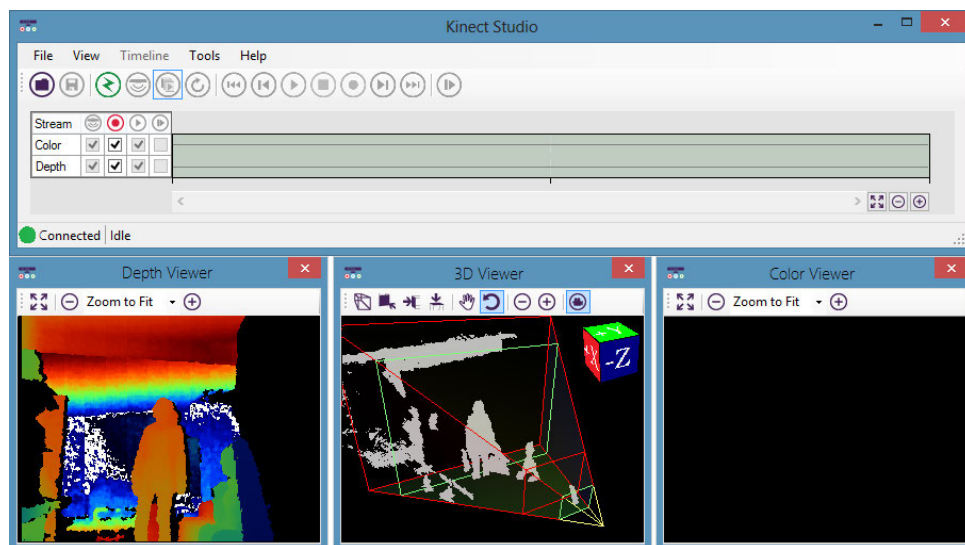 Kinect Studio
File View Timeline Tools Help
Stream
Color
Depth
Connected Idle
Depth Viewer
Zoom to Fit
3D Viewer
+Y
+X
-Z
Color Viewer
Zoom to Fit